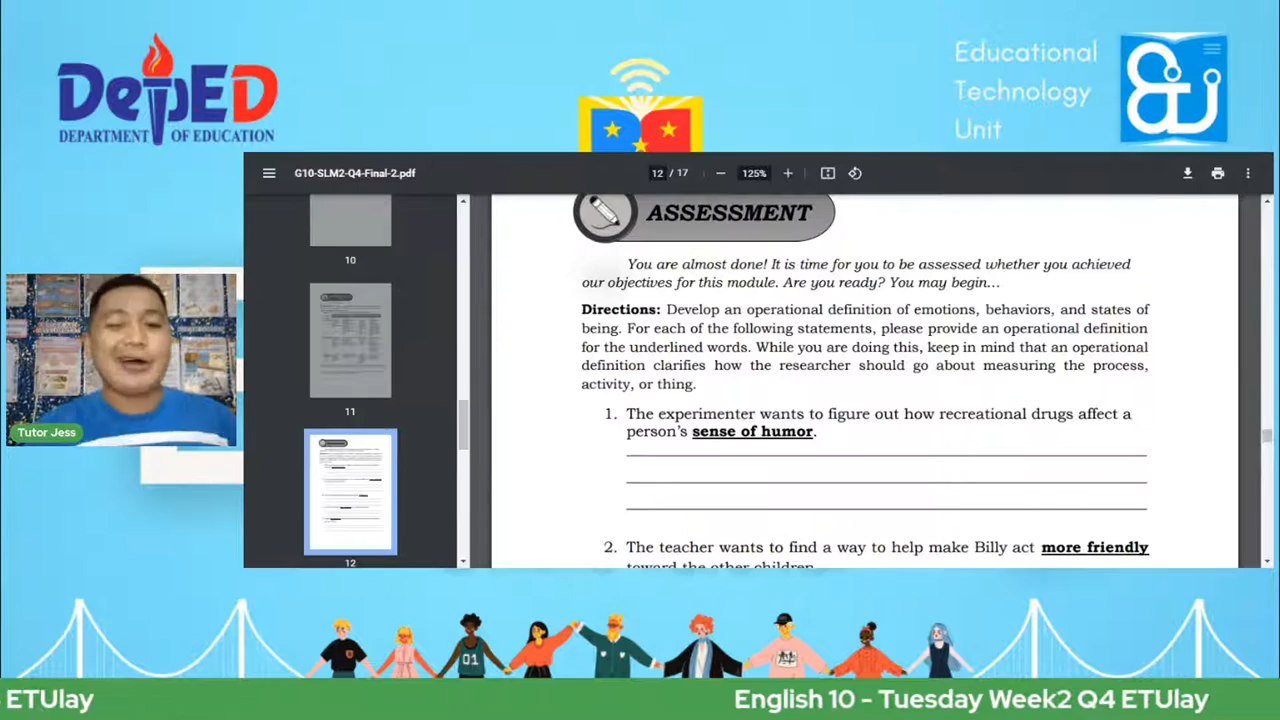 DepED
DEPARTMENT OF EDUCATION
Educational
Technology
Unit
G10-SLM2-Q4-Final-2.pdf
12 / 17
125%
10
11
12
ASSESSMENT
You are almost done! It is time for you to be assessed whether you achieved
our objectives for this module. Are you ready? You may begin...
Directions: Develop an operational definition of emotions, behaviors, and states of
being. For each of the following statements, please provide an operational definition
for the underlined words. While you are doing this, keep in mind that an operational
definition clarifies how the researcher should go about measuring the process,
activity, or thing.
1. The experimenter wants to figure out how recreational drugs affect a
person's sense of humor.
2. The teacher wants to find a way to help make Billy act more friendly
toward the other children.
Tutor Jess
01
ETUlay
English 10 - Tuesday Week2 Q4 ETUlay